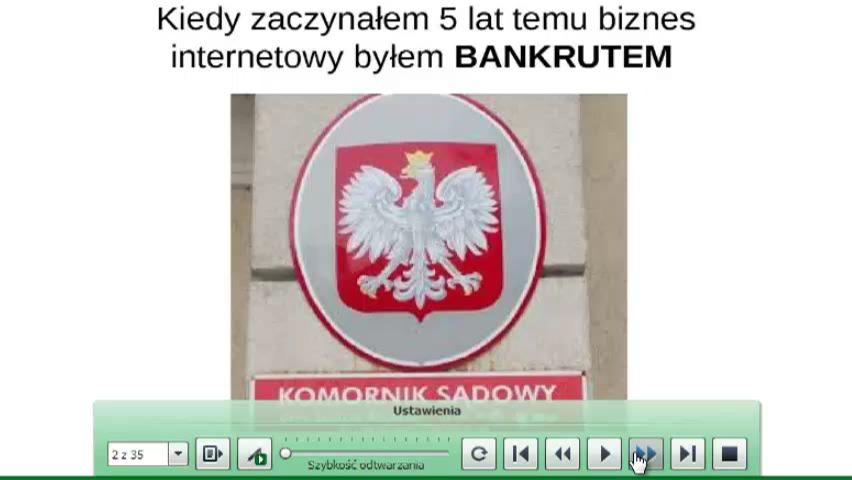 Kiedy zaczynałem 5 lat temu biznes
internetowy byłem BANKRUTEM
KOMORNIK SĄDOWY
Ustawienia
2 z 35
Szybkość odtwarzania